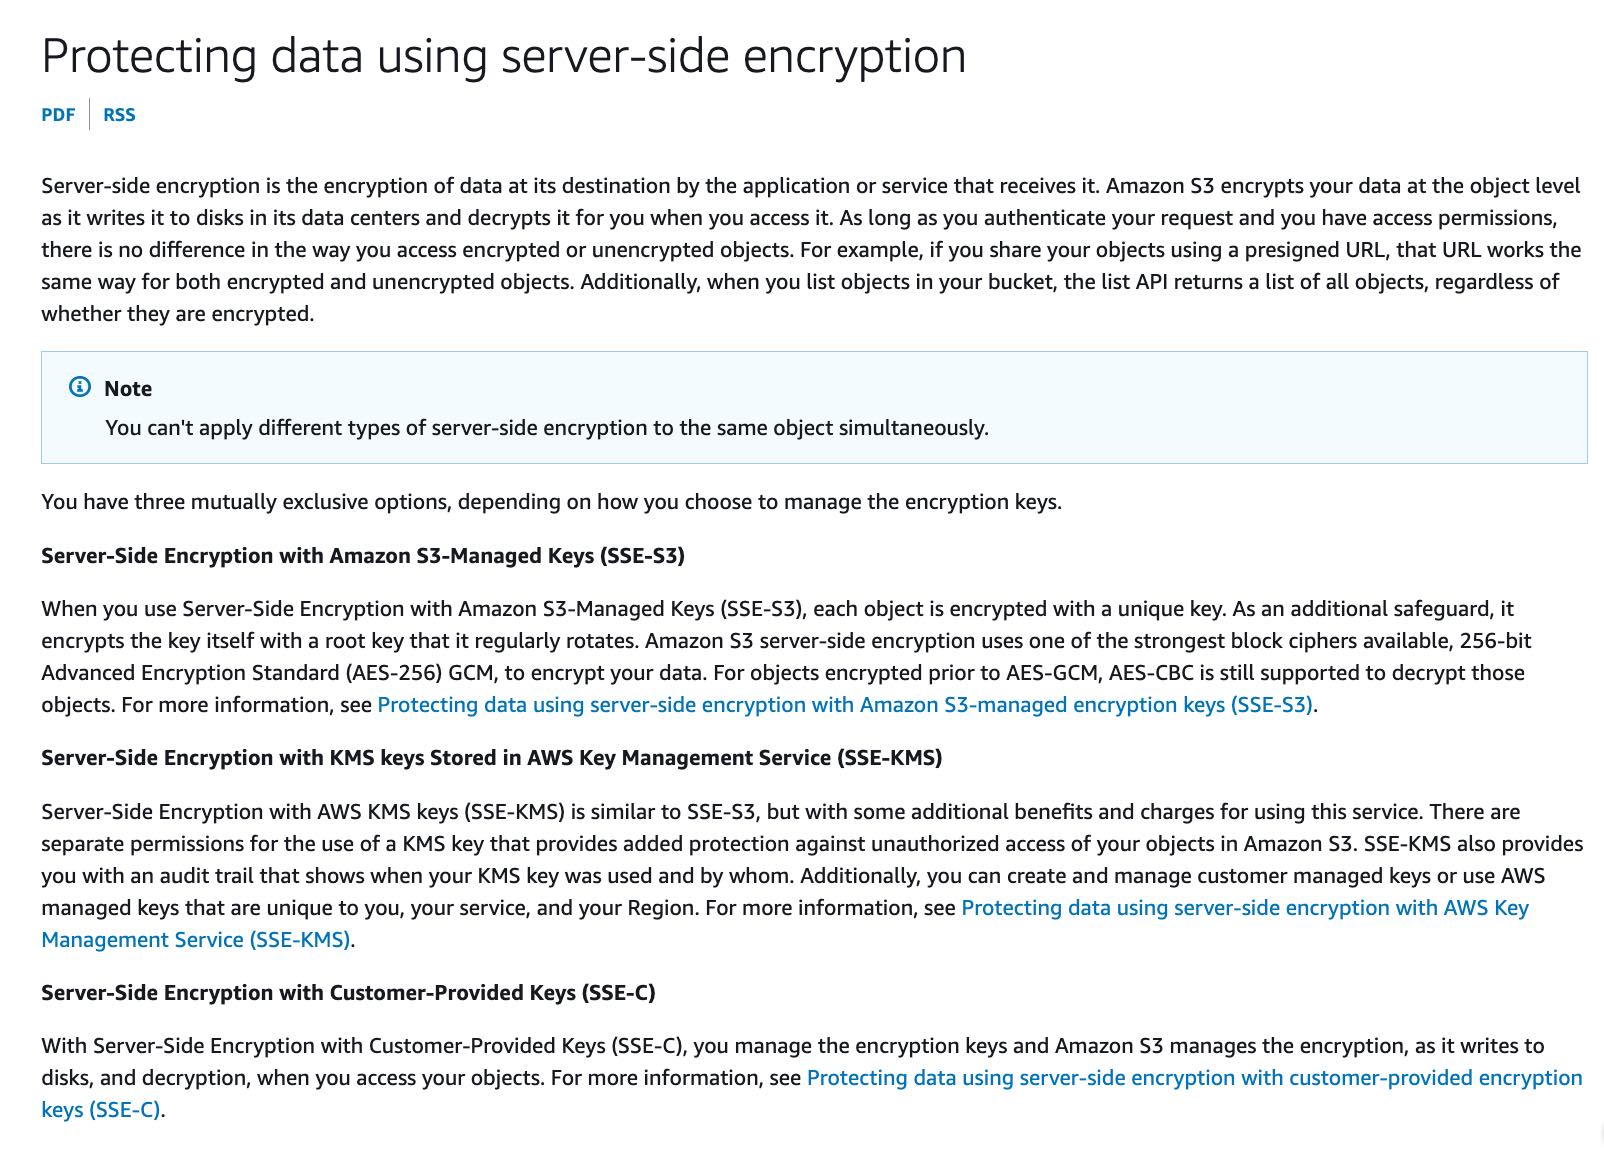 Protecting data using server-side encryption
PDF | RSS
Server-side encryption is the encryption of data at its destination by the application or service that receives it. Amazon S3 encrypts your data at the object level
as it writes it to disks in its data centers and decrypts it for you when you access it. As long as you authenticate your request and you have access permissions,
there is no difference in the way you access encrypted or unencrypted objects. For example, if you share your objects using a presigned URL, that URL works the
same way for both encrypted and unencrypted objects. Additionally, when you list objects in your bucket, the list API returns a list of all objects, regardless of
whether they are encrypted.
Note
You can't apply different types of server-side encryption to the same object simultaneously.
You have three mutually exclusive options, depending on how you choose to manage the encryption keys.
Server-Side Encryption with Amazon S3-Managed Keys (SSE-S3)
When you use Server-Side Encryption with Amazon S3-Managed Keys (SSE-S3), each object is encrypted with a unique key. As an additional safeguard, it
encrypts the key itself with a root key that it regularly rotates. Amazon S3 server-side encryption uses one of the strongest block ciphers available, 256-bit
Advanced Encryption Standard (AES-256) GCM, to encrypt your data. For objects encrypted prior to AES-GCM, AES-CBC is still supported to decrypt those
objects. For more information, see Protecting data using server-side encryption with Amazon S3-managed encryption keys (SSE-S3).
Server-Side Encryption with KMS keys Stored in AWS Key Management Service (SSE-KMS)
Server-Side Encryption with AWS KMS keys (SSE-KMS) is similar to SSE-S3, but with some additional benefits and charges for using this service. There are
separate permissions for the use of a KMS key that provides added protection against unauthorized access of your objects in Amazon S3. SSE-KMS also provides
you with an audit trail that shows when your KMS key was used and by whom. Additionally, you can create and manage customer managed keys or use AWS
managed keys that are unique to you, your service, and your Region. For more information, see Protecting data using server-side encryption with AWS Key
Management Service (SSE-KMS).
Server-Side Encryption with Customer-Provided Keys (SSE-C)
With Server-Side Encryption with Customer-Provided Keys (SSE-C), you manage the encryption keys and Amazon S3 manages the encryption, as it writes to
disks, and decryption, when you access your objects. For more information, see Protecting data using server-side encryption with customer-provided encryption
keys (SSE-C).